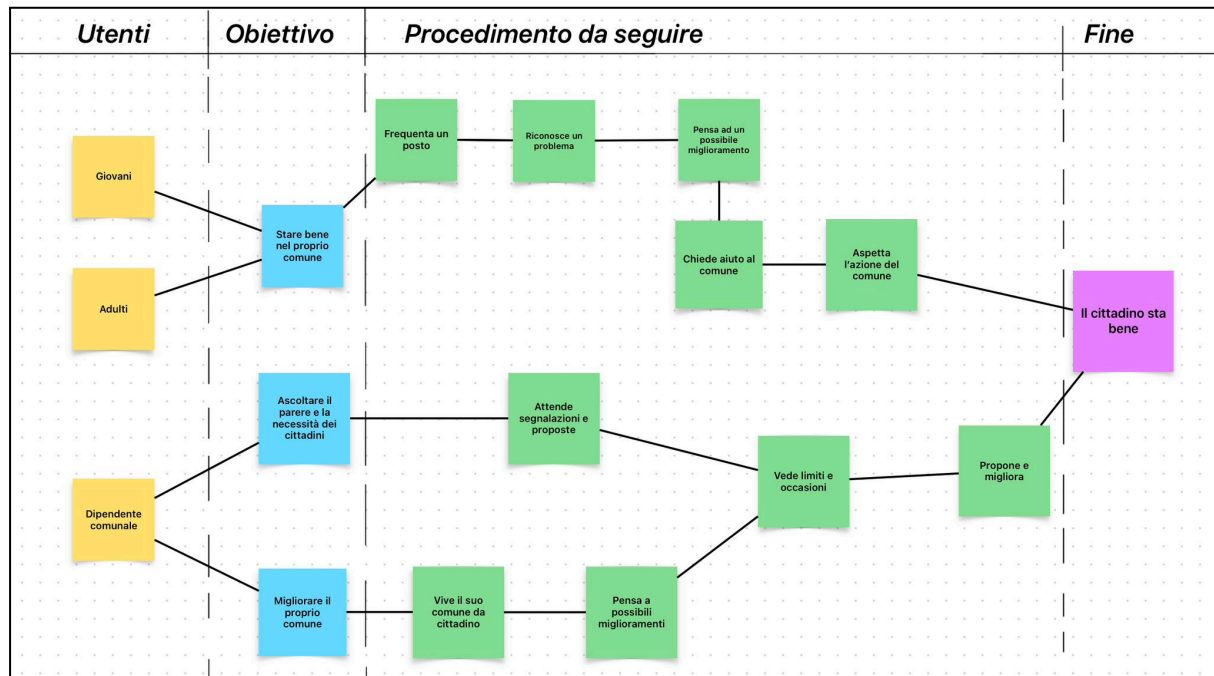 Utenti
Obiettivo
Procedimento da seguire
Fine
Giovani
Adulti
Stare bene
nel proprio
comune
Frequenta un
posto
Riconosce un
problema
Pensa ad un
possibile
miglioramento
Chiede aiuto al
comune
Aspetta
l'azione del
comune
Il cittadino sta
bene
Dipendente
comunale
Ascoltare il
parere e la
necessità dei
cittadini
Attende
segnalazioni e
proposte
Vede limiti e
occasioni
Propone e
migliora
Migliorare il
proprio
comune
Vive il suo
comune da
cittadino
Pensa a
possibili
miglioramenti